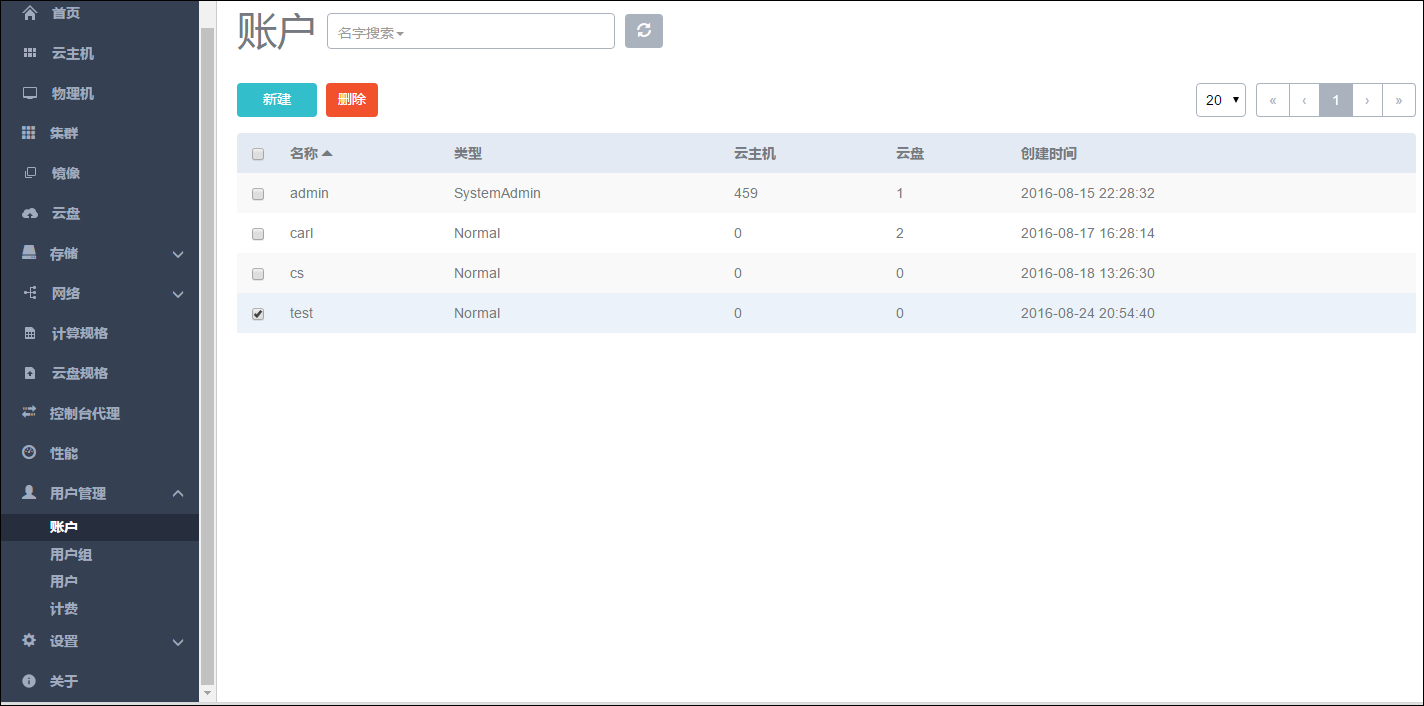 首页
云主机
物理机
集群
镜像
云盘
存储
网络
计算规格
云盘规格
控制台代理
性能
用户管理
账户
用户组
用户
计费
设置
关于
账户 名字搜索
新建 删除 20 « ‹ 1 › »
名称 类型 云主机 云盘 创建时间
admin SystemAdmin 459 1 2016-08-15 22:28:32
carl Normal 0 2 2016-08-17 16:28:14
cs Normal 0 0 2016-08-18 13:26:30
test Normal 0 0 2016-08-24 20:54:40